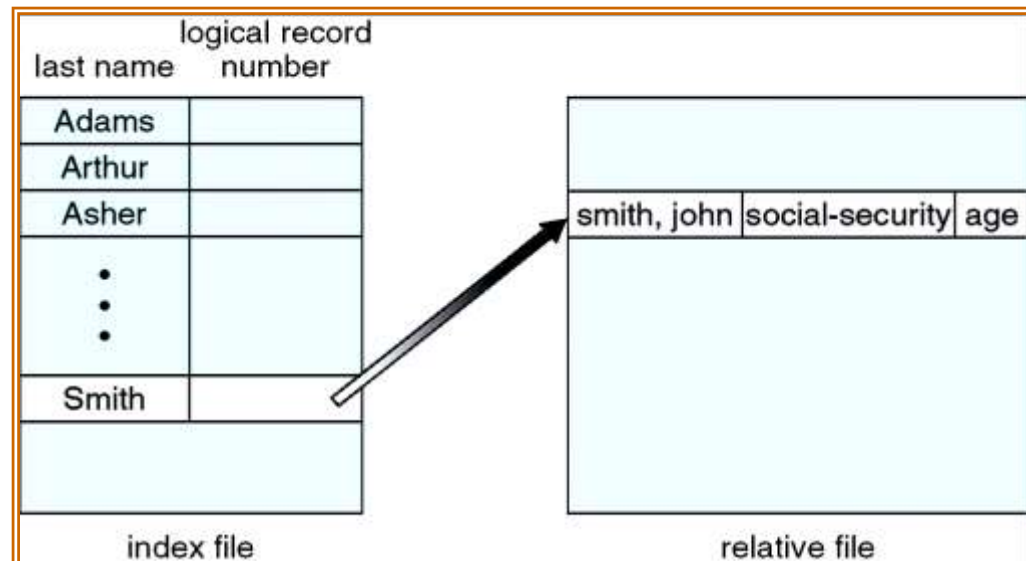 logical record
last name number
Adams
Arthur
Asher
Smith
smith, john social-security age
index file relative file